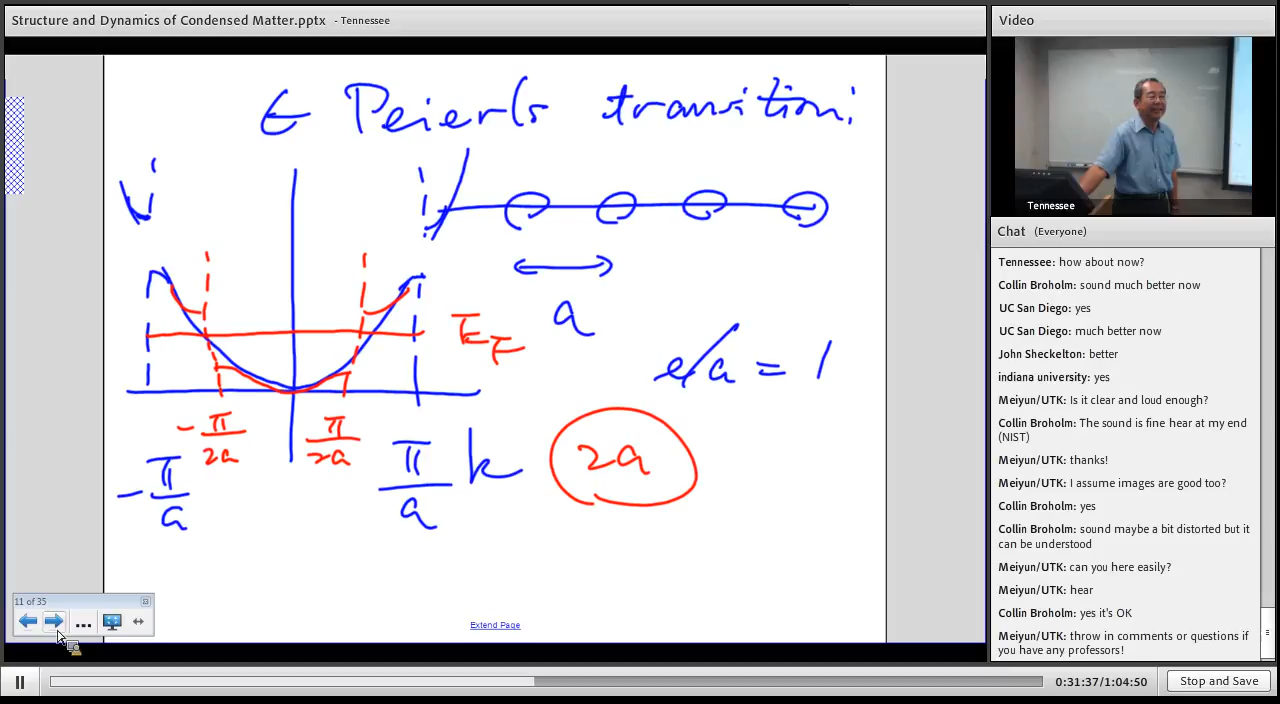 Structure and Dynamics of Condensed Matter.pptx - Tennessee
E Peierls transition:
a
E_F
e/a = 1
-π/2a
π/2a
-π/a
π/a
k
2a
11 of 35
...
Extend Page
Video
Tennessee
Chat (Everyone)
Tennessee: how about now?
Collin Broholm: sound much better now
UC San Diego: yes
UC San Diego: much better now
John Sheckelton: better
indiana university: yes
Meiyun/UTK: Is it clear and loud enough?
Collin Broholm: The sound is fine hear at my end
(NIST)
Meiyun/UTK: thanks!
Meiyun/UTK: I assume images are good too?
Collin Broholm: yes
Collin Broholm: sound maybe a bit distorted but it
can be understood
Meiyun/UTK: can you here easily?
Meiyun/UTK: hear
Collin Broholm: yes it's OK
Meiyun/UTK: throw in comments or questions if
you have any professors!
0:31:37/1:04:50
Stop and Save